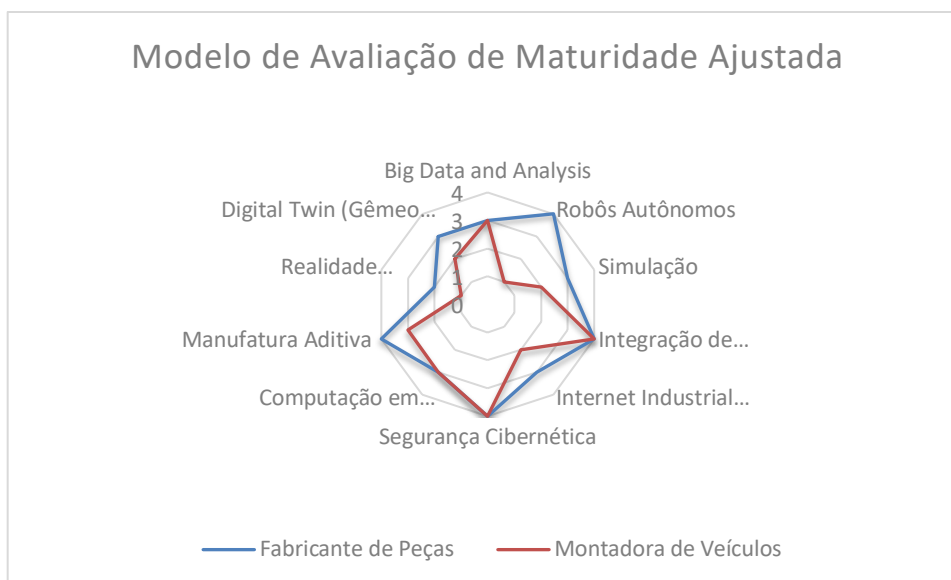 Modelo de Avaliação de Maturidade Ajustada
Big Data and Analysis
Robôs Autônomos
Simulação
Integração de...
Internet Industrial...
Segurança Cibernética
Computação em...
Manufatura Aditiva
Realidade...
Digital Twin (Gêmeo...
4
3
2
1
0
Fabricante de Peças
Montadora de Veículos